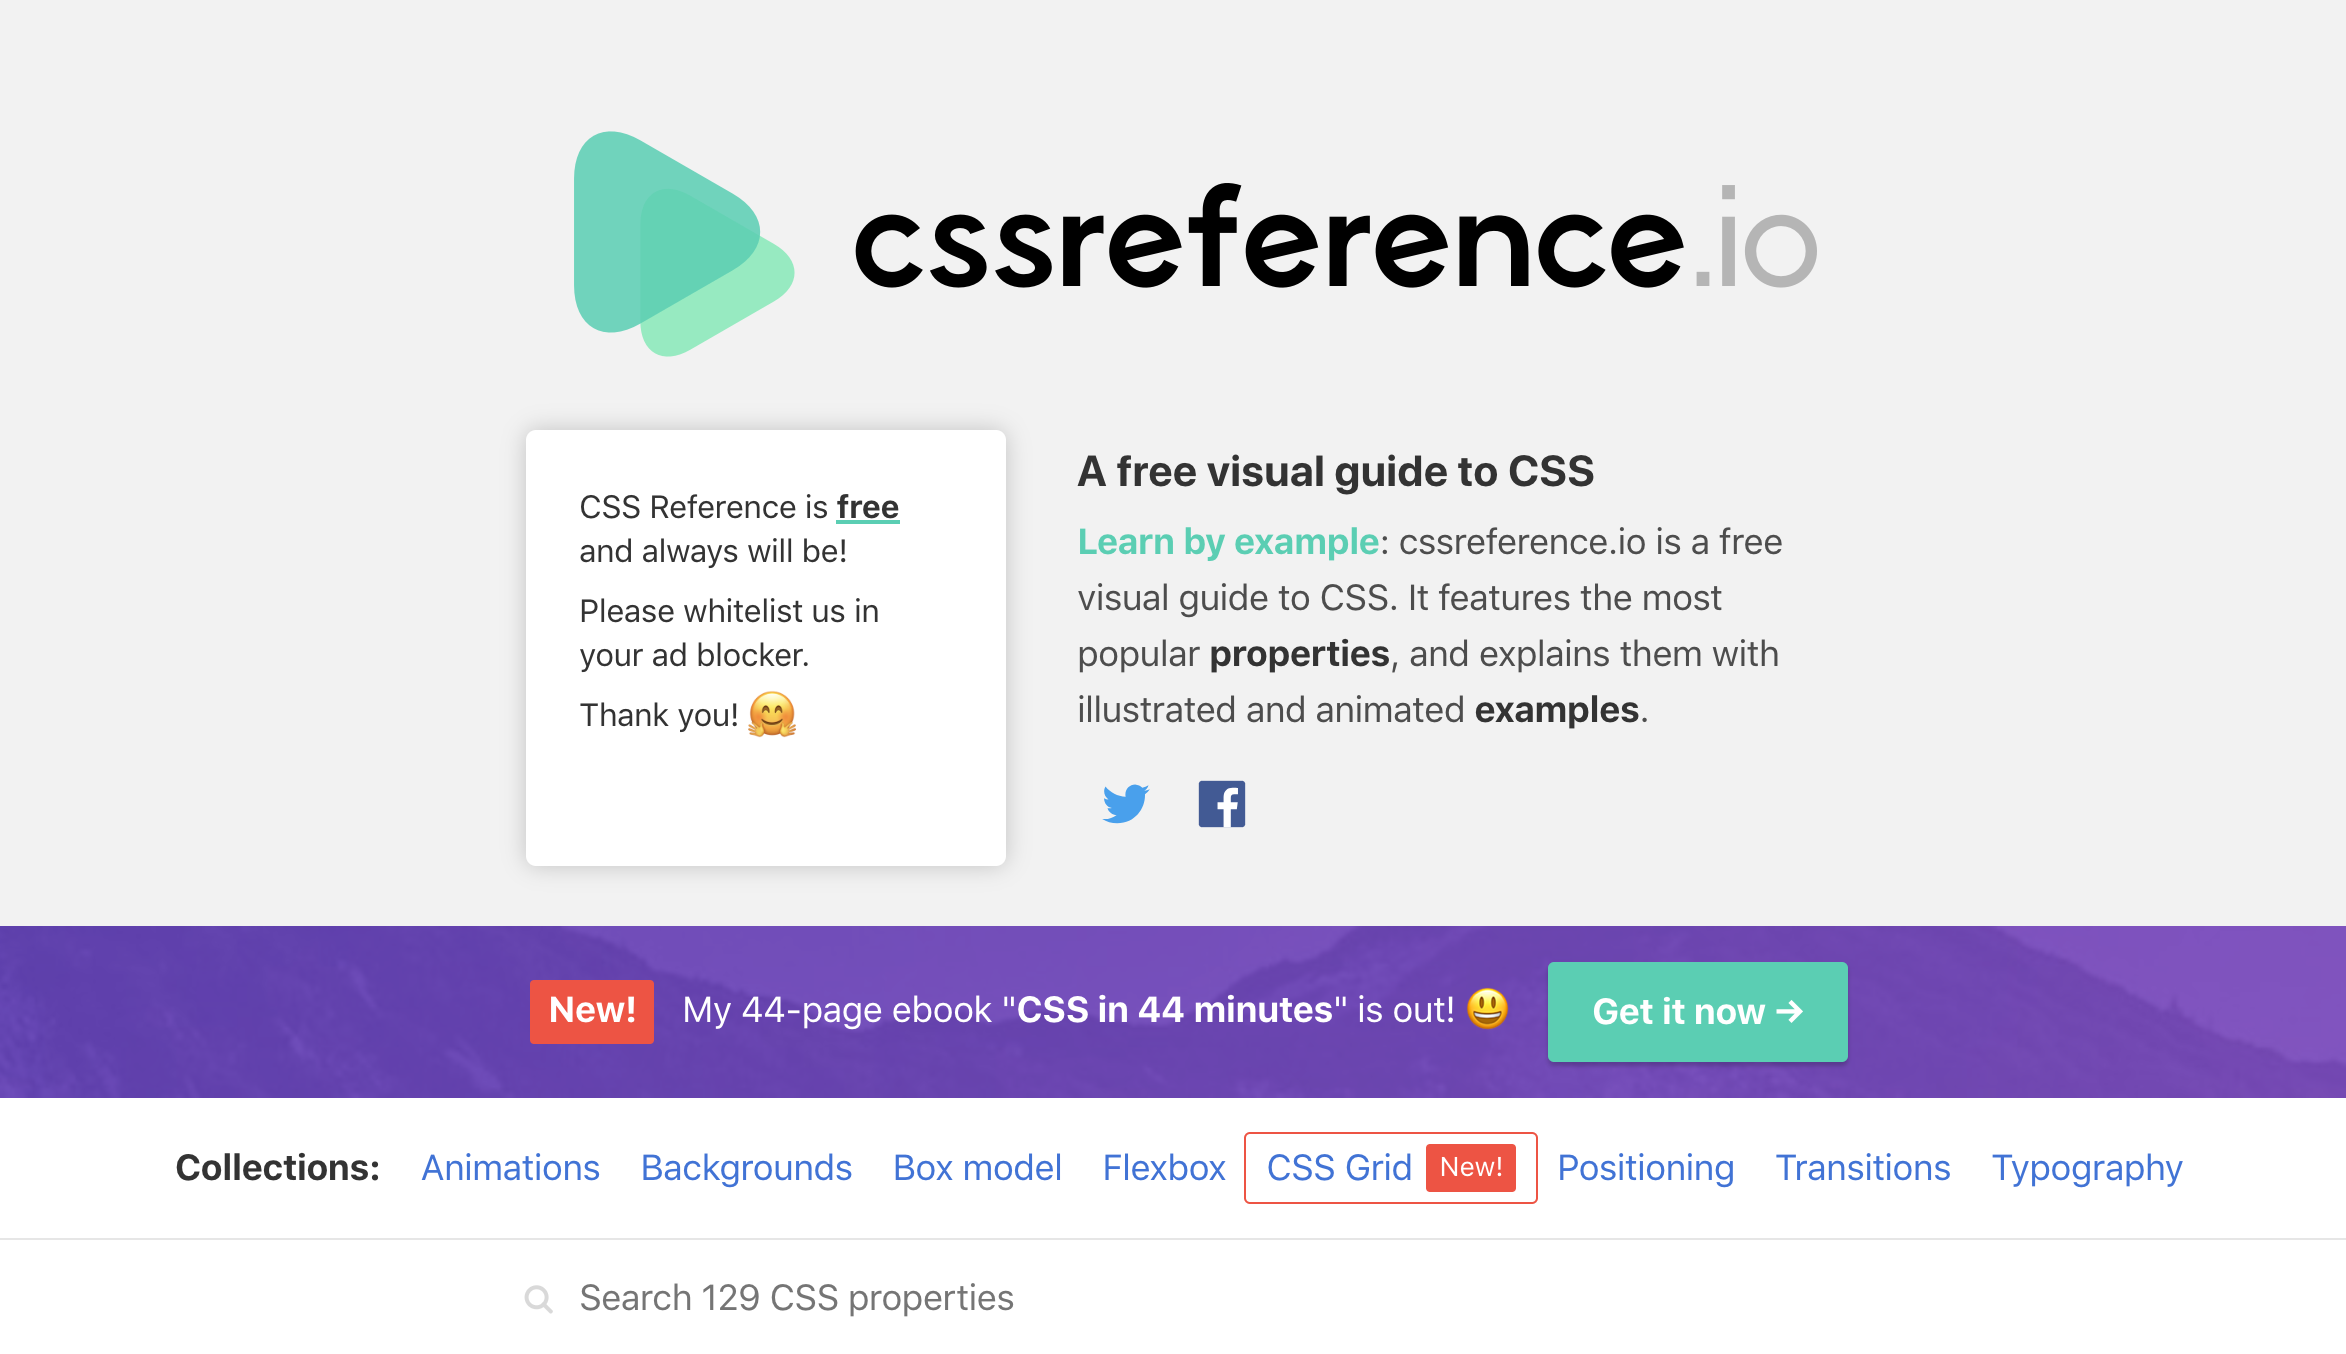 cssreference.io
CSS Reference is free
and always will be!
Please whitelist us in
your ad blocker.
Thank you! 🤗
A free visual guide to CSS
Learn by example: cssreference.io is a free
visual guide to CSS. It features the most
popular properties, and explains them with
illustrated and animated examples.
New! My 44-page ebook "CSS in 44 minutes" is out! 😃 Get it now →
Collections: Animations Backgrounds Box model Flexbox CSS Grid New! Positioning Transitions Typography
Search 129 CSS properties